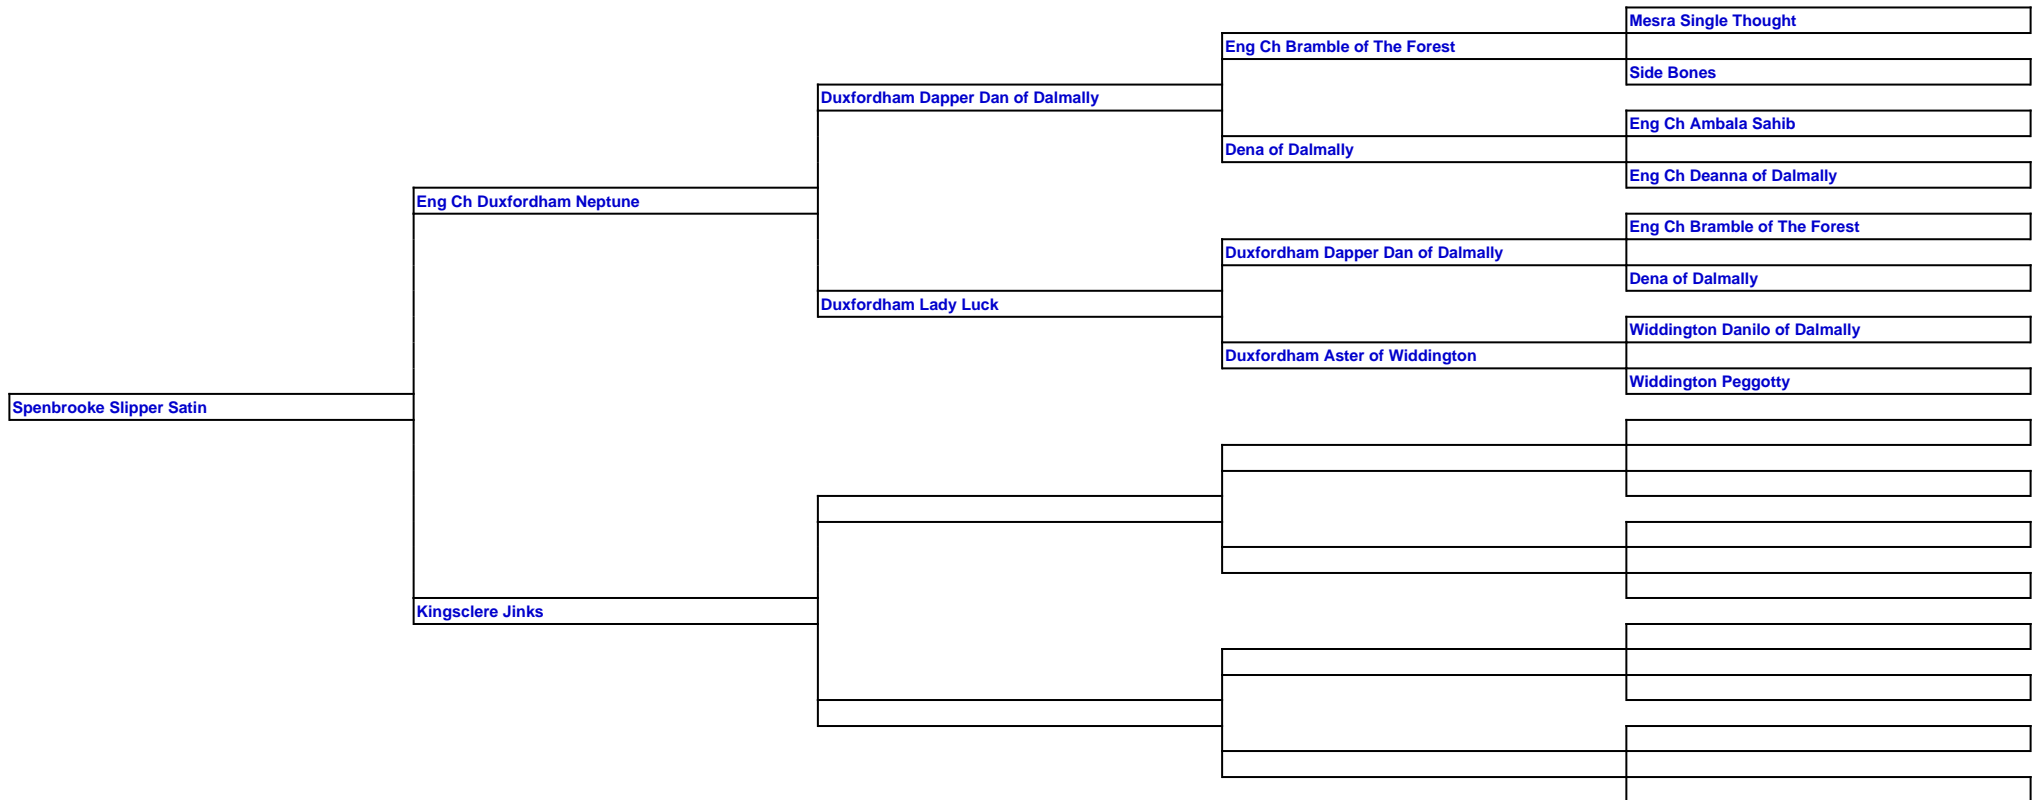 Mesra Single Thought
Eng Ch Bramble of The Forest
Side Bones
Duxfordham Dapper Dan of Dalmally
Eng Ch Ambala Sahib
Dena of Dalmally
Eng Ch Deanna of Dalmally
Eng Ch Duxfordham Neptune
Eng Ch Bramble of The Forest
Duxfordham Dapper Dan of Dalmally
Dena of Dalmally
Duxfordham Lady Luck
Widdington Danilo of Dalmally
Duxfordham Aster of Widdington
Widdington Peggotty
Spenbrooke Slipper Satin
Kingsclere Jinks